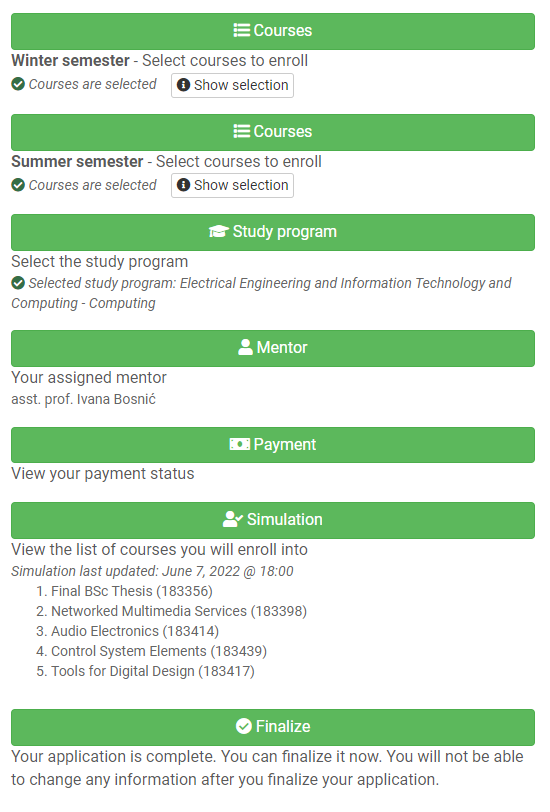 Courses
Winter semester - Select courses to enroll
Courses are selected Show selection
Courses
Summer semester - Select courses to enroll
Courses are selected Show selection
Study program
Select the study program
Selected study program: Electrical Engineering and Information Technology and
Computing - Computing
Mentor
Your assigned mentor
asst. prof. Ivana Bosnić
Payment
View your payment status
Simulation
View the list of courses you will enroll into
Simulation last updated: June 7, 2022 @ 18:00
1. Final BSc Thesis (183356)
2. Networked Multimedia Services (183398)
3. Audio Electronics (183414)
4. Control System Elements (183439)
5. Tools for Digital Design (183417)
Finalize
Your application is complete. You can finalize it now. You will not be able
to change any information after you finalize your application.